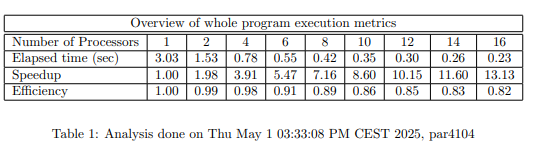 Overview of whole program execution metrics
Number of Processors 1 2 4 6 8 10 12 14 16
Elapsed time (sec) 3.03 1.53 0.78 0.55 0.42 0.35 0.30 0.26 0.23
Speedup 1.00 1.98 3.91 5.47 7.16 8.60 10.15 11.60 13.13
Efficiency 1.00 0.99 0.98 0.91 0.89 0.86 0.85 0.83 0.82
Table 1: Analysis done on Thu May 1 03:33:08 PM CEST 2025, par4104